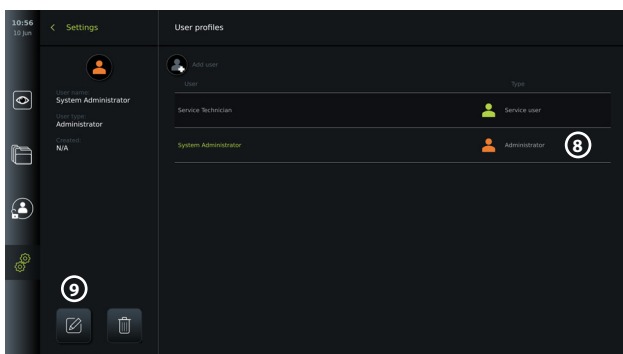 10:56
10 Jun
Settings
User profiles
Add user
User
Type
User name:
System Administrator
User type:
Administrator
Created:
N/A
Service Technician
Service user
System Administrator
Administrator
8
9